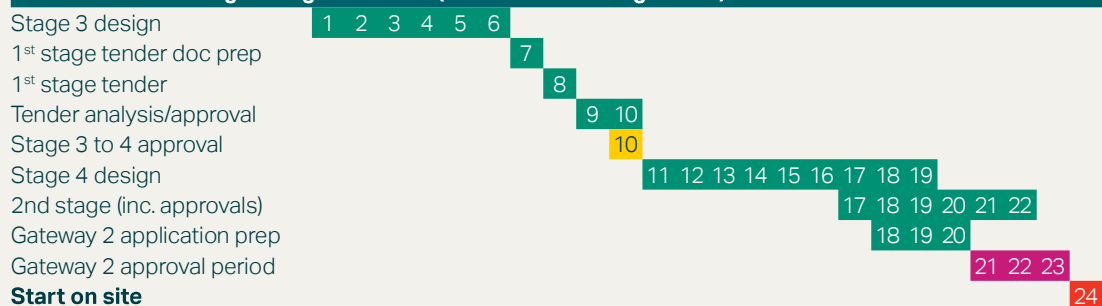 Stage 3 design 1 2 3 4 5 6
1st stage tender doc prep 7
1st stage tender 8
Tender analysis/approval 9 10
Stage 3 to 4 approval 10
Stage 4 design 11 12 13 14 15 16 17 18 19
2nd stage (inc. approvals) 17 18 19 20 21 22
Gateway 2 application prep 18 19 20
Gateway 2 approval period 21 22 23
Start on site 24